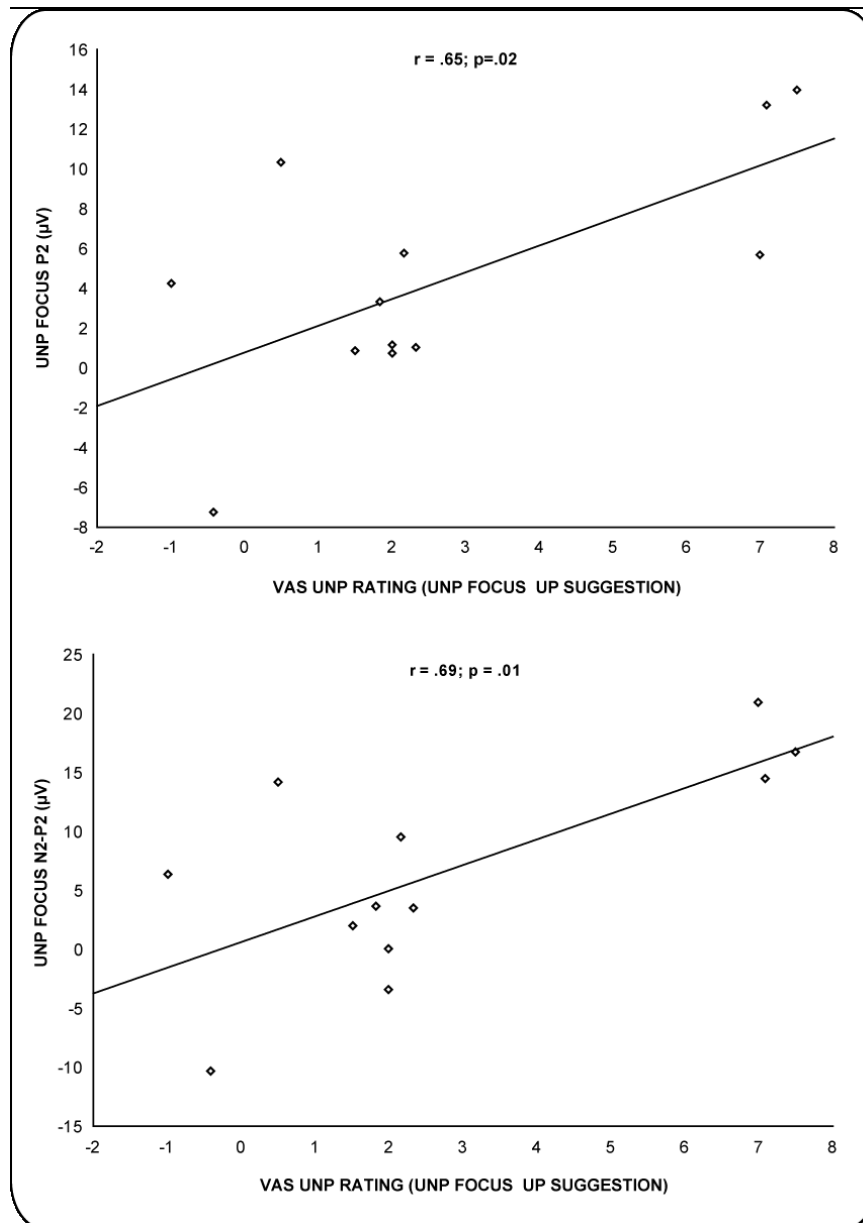 r = .65; p=.02
16
14
12
10
8
6
4
2
0
-2
-4
-6
-8
UNP FOCUS P2 (µV)
-2 -1 0 1 2 3 4 5 6 7 8
VAS UNP RATING (UNP FOCUS UP SUGGESTION)
r = .69; p = .01
25
20
15
10
5
0
-5
-10
-15
UNP FOCUS N2-P2 (µV)
-2 -1 0 1 2 3 4 5 6 7 8
VAS UNP RATING (UNP FOCUS UP SUGGESTION)